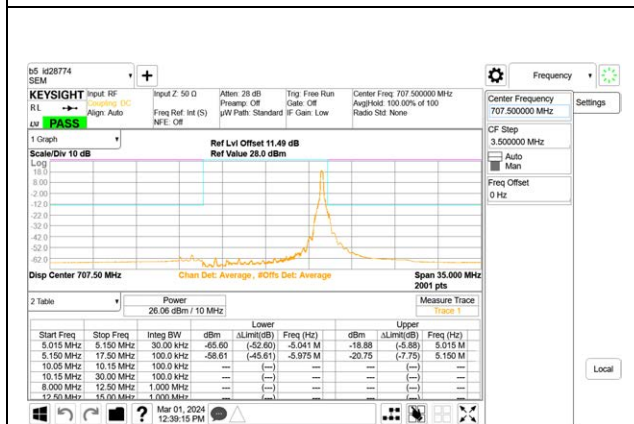 b5 id28774
SEM
Frequency
KEYSIGHT
RL
PASS
Input: RF
Coupling: DC
Align: Auto
Input Z: 50 Ω
Freq Ref: Int (S)
NFE: Off
Atten: 28 dB
Preamp: Off
µW Path: Standard
Trig: Free Run
Gate: Off
IF Gain: Low
Center Freq: 707.500000 MHz
Avg|Hold: 100.00% of 100
Radio Std: None
Center Frequency
707.500000 MHz
Settings
CF Step
3.500000 MHz
Auto
Man
Freq Offset
0 Hz
1 Graph
Scale/Div 10 dB
Ref Lvl Offset 11.49 dB
Ref Value 28.0 dBm
Log
18.0
8.00
-2.00
-12.0
-22.0
-32.0
-42.0
-52.0
-62.0
Disp Center 707.50 MHz
Chan Det: Average , #Offs Det: Average
Span 35.000 MHz
2001 pts
2 Table
Power
26.06 dBm / 10 MHz
Measure Trace
Trace 1
Lower Upper
Start Freq Stop Freq Integ BW dBm ΔLimit(dB) Freq (Hz) dBm ΔLimit(dB) Freq (Hz)
5.015 MHz 5.150 MHz 30.00 kHz -65.60 (-52.60) -5.041 M -18.88 (-5.88) 5.015 M
5.150 MHz 17.50 MHz 100.0 kHz -58.61 (-45.61) -5.975 M -20.75 (-7.75) 5.150 M
10.05 MHz 10.15 MHz 100.0 kHz --- (---) --- --- (---) ---
10.15 MHz 30.00 MHz 100.0 kHz --- (---) --- --- (---) ---
8.000 MHz 12.50 MHz 1.000 MHz --- (---) --- --- (---) ---
12.50 MHz 15.00 MHz 1.000 MHz --- (---) --- --- (---) ---
Local
?
Mar 01, 2024
12:39:15 PM